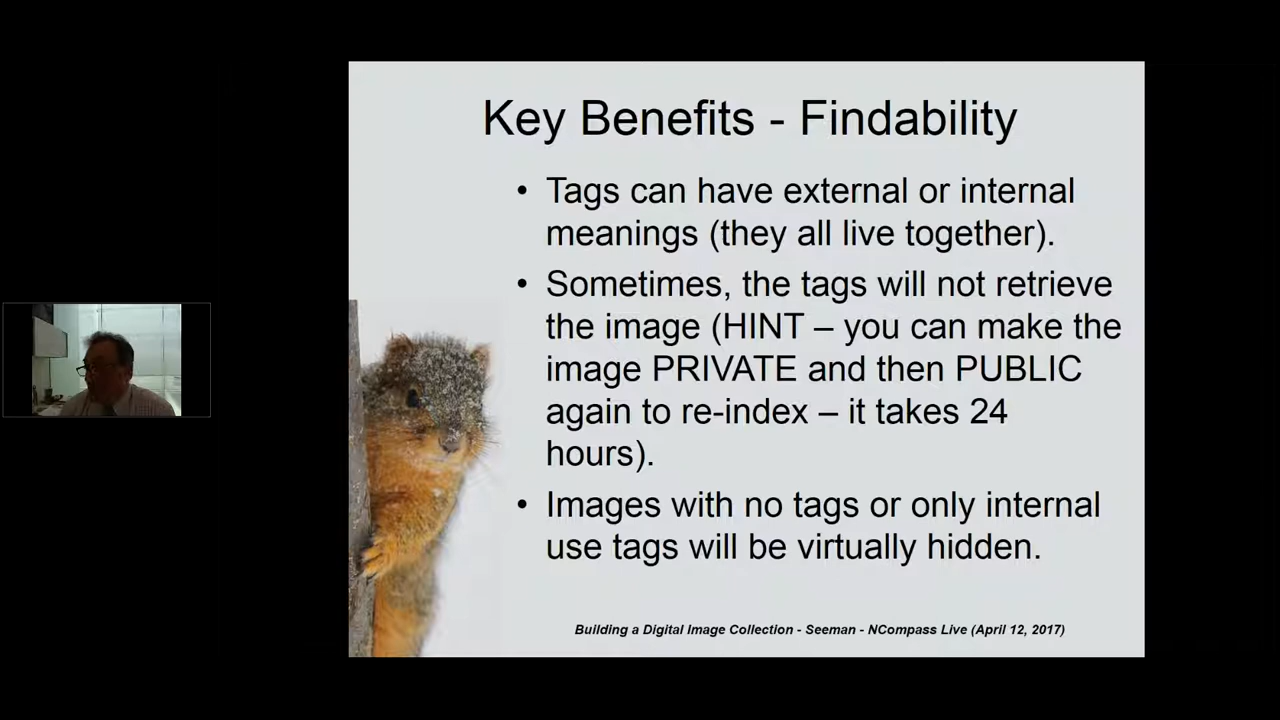 Key Benefits - Findability
• Tags can have external or internal
meanings (they all live together).
• Sometimes, the tags will not retrieve
the image (HINT – you can make the
image PRIVATE and then PUBLIC
again to re-index – it takes 24
hours).
• Images with no tags or only internal
use tags will be virtually hidden.
Building a Digital Image Collection - Seeman - NCompass Live (April 12, 2017)